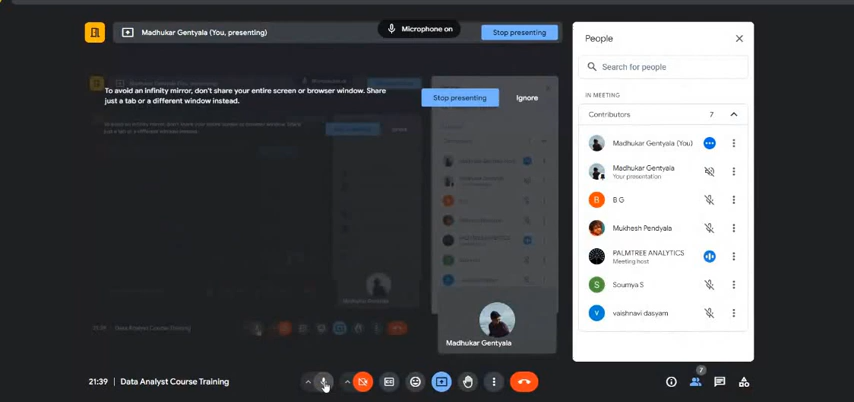 Madhukar Gentyala (You, presenting)
Microphone on
Stop presenting
To avoid an infinity mirror, don't share your entire screen or browser window. Share
just a tab or a different window instead.
Stop presenting
Ignore
Madhukar Gentyala
21:39 | Data Analyst Course Training
People
Search for people
IN MEETING
Contributors 7
Madhukar Gentyala (You)
Madhukar Gentyala
Your presentation
B G
Mukhesh Pendyala
PALMTREE ANALYTICS
Meeting host
Soumya S
vaishnavi dasyam
7